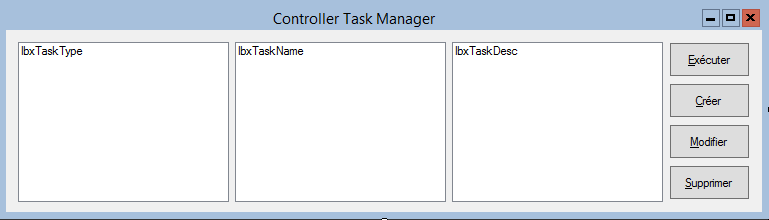 Controller Task Manager
lbxTaskType
lbxTaskName
lbxTaskDesc
Exécuter
Créer
Modifier
Supprimer